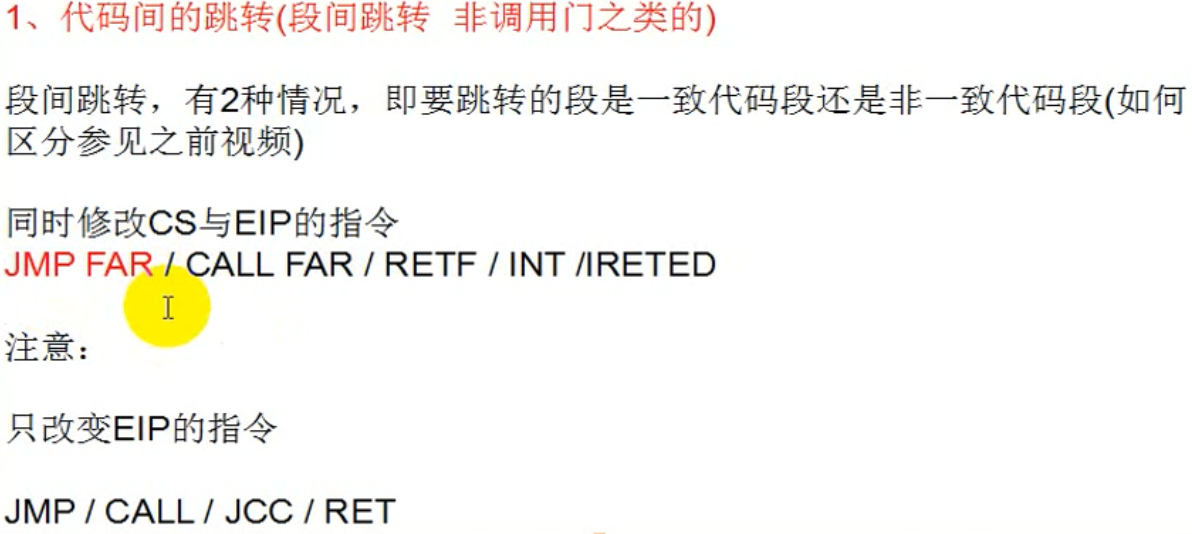 1、代码间的跳转(段间跳转 非调用门之类的)
段间跳转，有2种情况，即要跳转的段是一致代码段还是非一致代码段(如何
区分参见之前视频)
同时修改CS与EIP的指令
JMP FAR / CALL FAR / RETF / INT /IRETED
注意：
只改变EIP的指令
JMP / CALL / JCC / RET